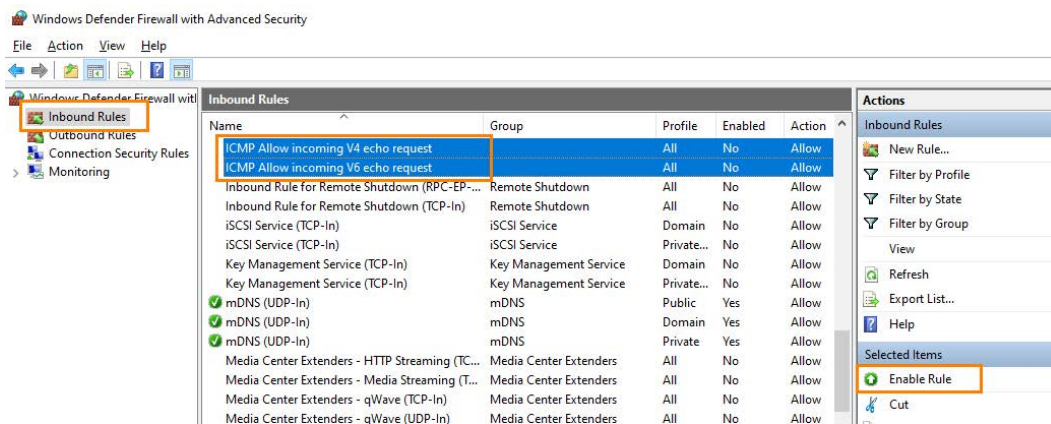 Windows Defender Firewall with Advanced Security
File Action View Help
Windows Defender Firewall with
Inbound Rules
Outbound Rules
Connection Security Rules
Monitoring
Inbound Rules
Name Group Profile Enabled Action
ICMP Allow incoming V4 echo request All No Allow
ICMP Allow incoming V6 echo request All No Allow
Inbound Rule for Remote Shutdown (RPC-EP-... Remote Shutdown All No Allow
Inbound Rule for Remote Shutdown (TCP-In) Remote Shutdown All No Allow
iSCSI Service (TCP-In) iSCSI Service Domain No Allow
iSCSI Service (TCP-In) iSCSI Service Private... No Allow
Key Management Service (TCP-In) Key Management Service Domain No Allow
Key Management Service (TCP-In) Key Management Service Private... No Allow
mDNS (UDP-In) mDNS Public Yes Allow
mDNS (UDP-In) mDNS Domain Yes Allow
mDNS (UDP-In) mDNS Private Yes Allow
Media Center Extenders - HTTP Streaming (TC... Media Center Extenders All No Allow
Media Center Extenders - Media Streaming (T... Media Center Extenders All No Allow
Media Center Extenders - qWave (TCP-In) Media Center Extenders All No Allow
Media Center Extenders - qWave (UDP-In) Media Center Extenders All No Allow
Actions
Inbound Rules
New Rule...
Filter by Profile
Filter by State
Filter by Group
View
Refresh
Export List...
Help
Selected Items
Enable Rule
Cut